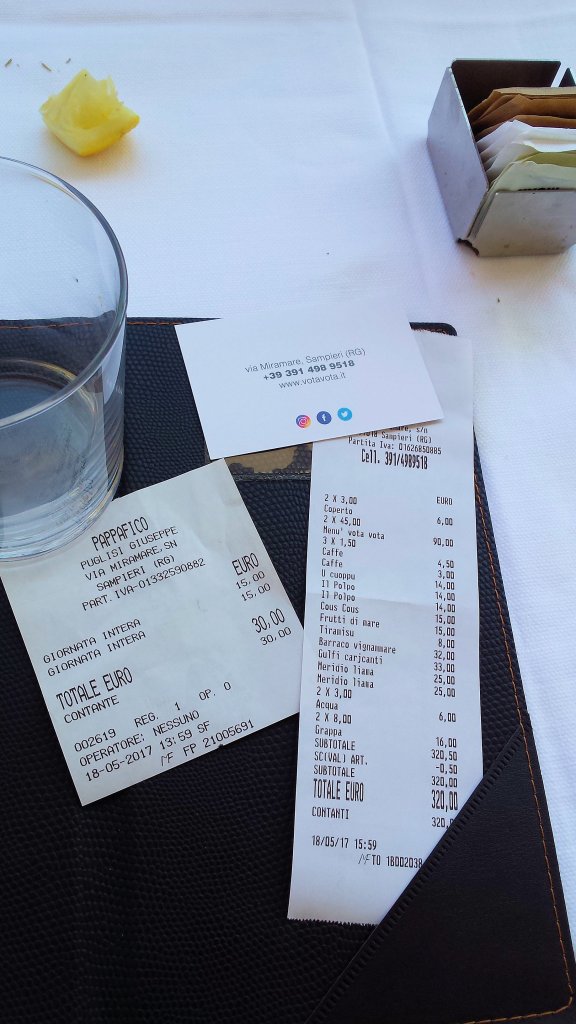 via Miramare, Sampieri (RG)
+39 391 498 9518
www.votavota.it
s/n
Sampieri (RG)
Partita Iva: 01626850885
Cell. 391/4989518
2 X 3,00 EURO
Coperto
2 X 45,00 6,00
Menu' vota vota
3 X 1,50 90,00
Caffe
Caffe 4,50
U cuoppu 3,00
Il Polpo 14,00
Il Polpo 14,00
Cous Cous 14,00
Frutti di mare 15,00
Tiramisu 15,00
Barraco vignammare 8,00
Gulfi carjcanti 32,00
Meridio liama 33,00
Meridio liama 25,00
2 X 3,00 25,00
Acqua
2 X 8,00 6,00
Grappa
SUBTOTALE 16,00
SC(VAL) ART. 320,50
SUBTOTALE -0,50
320,00
TOTALE EURO 320,00
CONTANTI 320,
18/05/17 15:59
MF TO 18002038
PAPPAFICO
PUGLISI GIUSEPPE
VIA MIRAMARE,SN
SAMPIERI (RG)
PART.IVA-01332590882
EURO
GIORNATA INTERA 15,00
GIORNATA INTERA 15,00
TOTALE EURO 30,00
CONTANTE 30,00
002619 REG. 1 OP. 0
OPERATORE: NESSUNO
18-05-2017 13:59 SF
MF FP 21005691